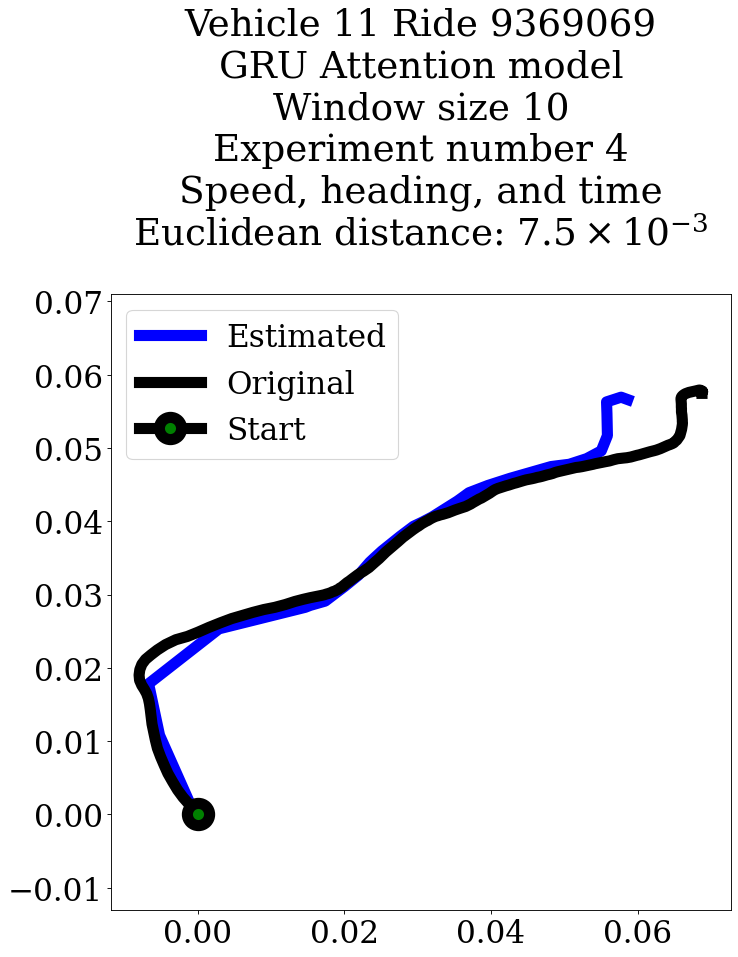 Vehicle 11 Ride 9369069
GRU Attention model
Window size 10
Experiment number 4
Speed, heading, and time
Euclidean distance: 7.5 × 10⁻³
0.07
0.06
0.05
0.04
0.03
0.02
0.01
0.00
−0.01
Estimated
Original
Start
0.00 0.02 0.04 0.06